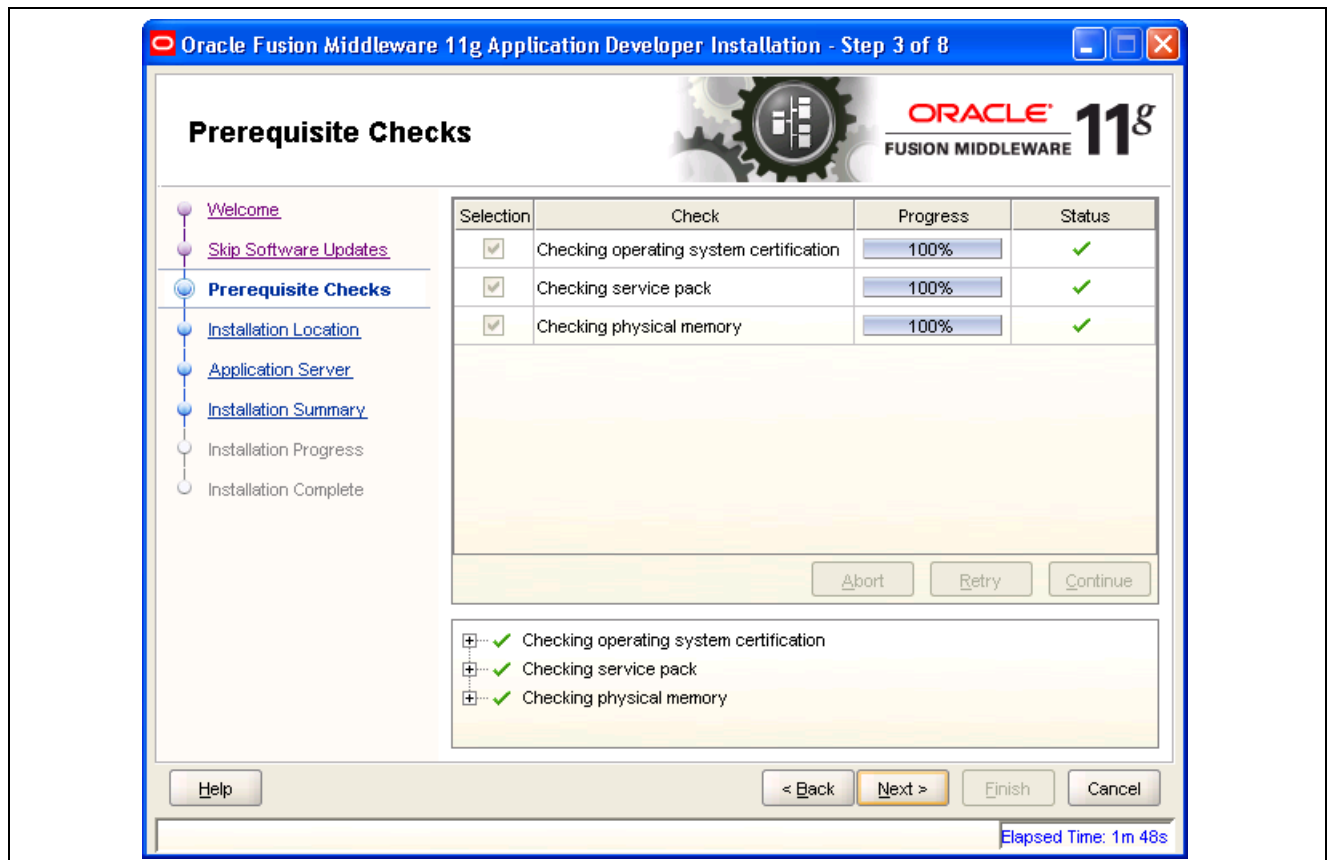 Oracle Fusion Middleware 11g Application Developer Installation - Step 3 of 8
Prerequisite Checks
ORACLE
FUSION MIDDLEWARE
11g
Welcome
Skip Software Updates
Prerequisite Checks
Installation Location
Application Server
Installation Summary
Installation Progress
Installation Complete
Selection Check Progress Status
Checking operating system certification 100%
Checking service pack 100%
Checking physical memory 100%
Abort Retry Continue
Checking operating system certification
Checking service pack
Checking physical memory
Help < Back Next > Finish Cancel
Elapsed Time: 1m 48s